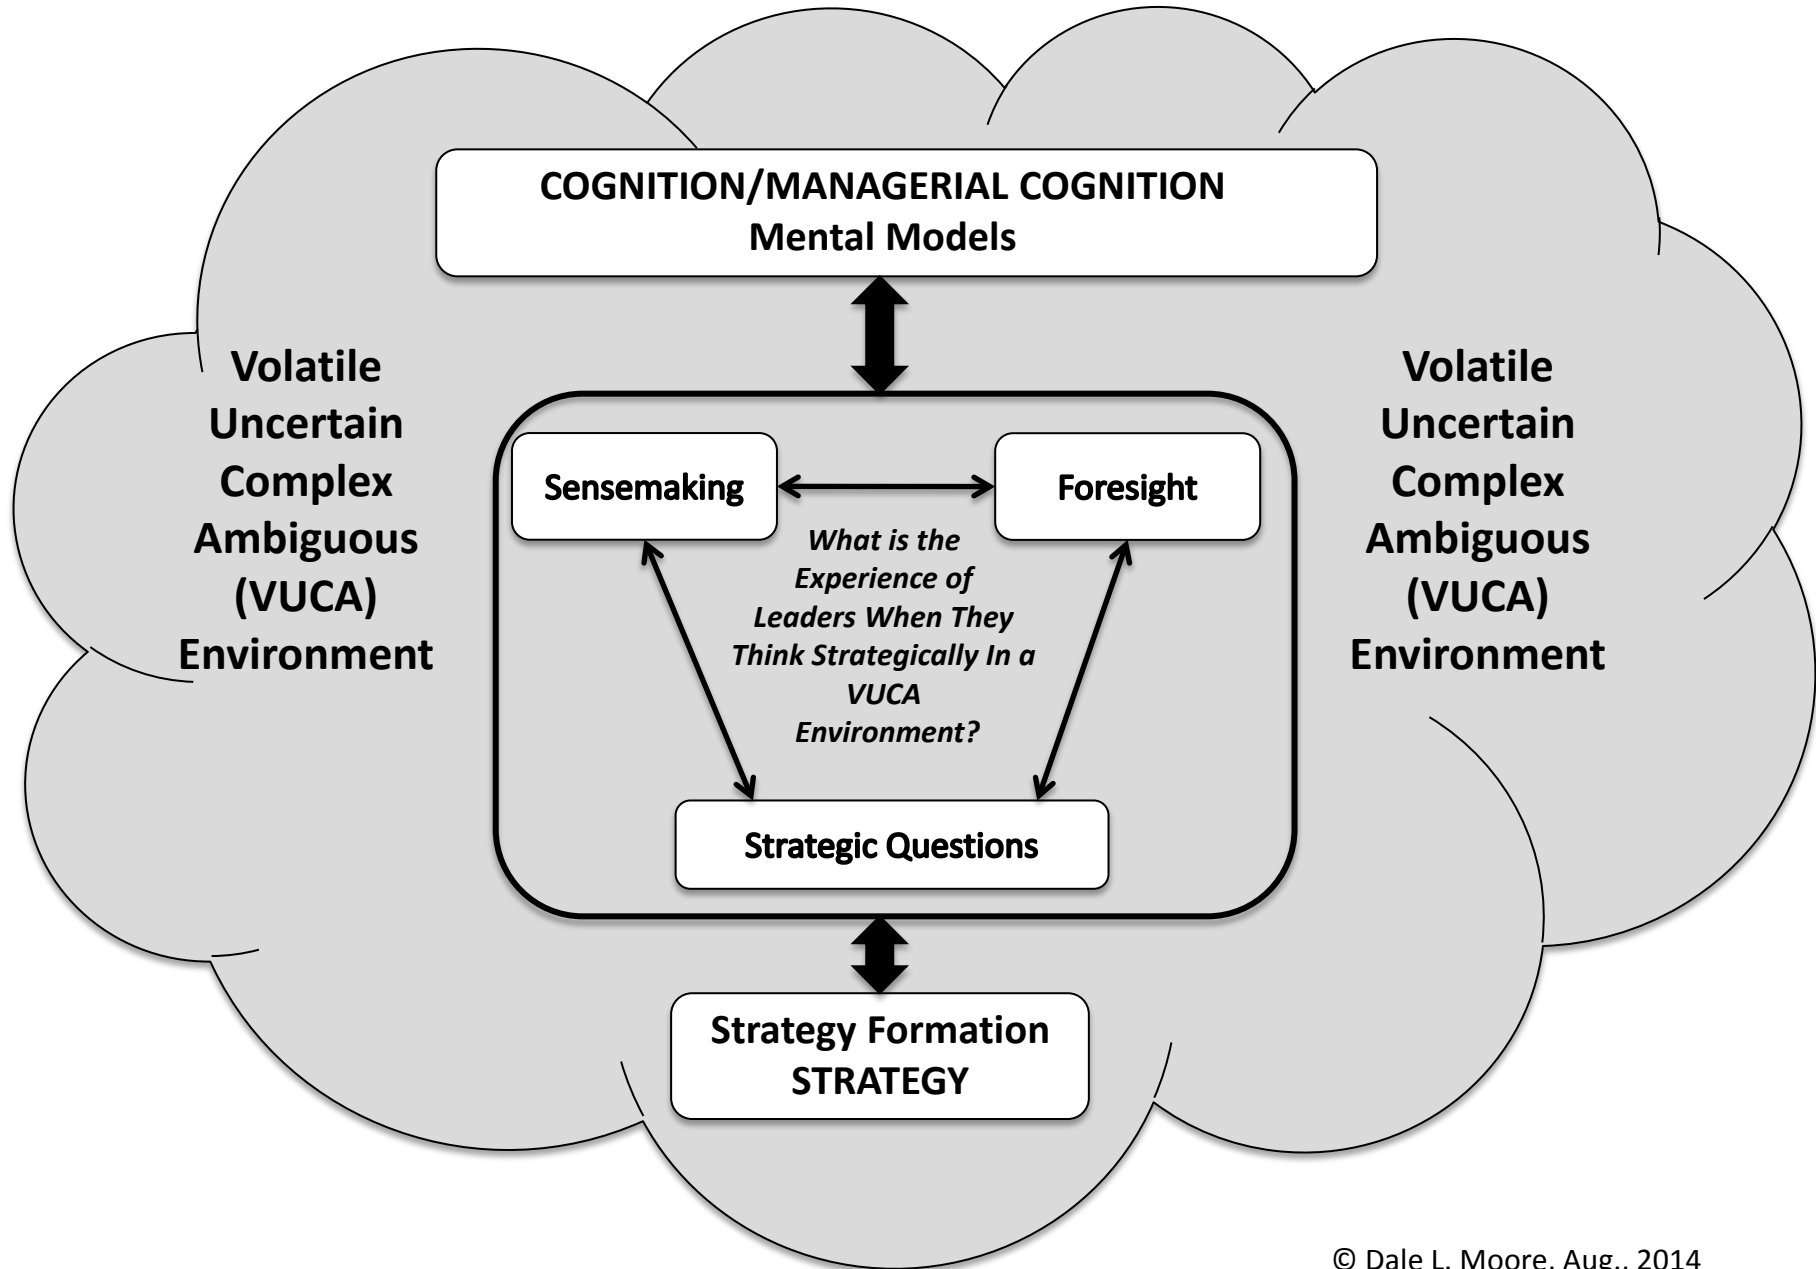 COGNITION/MANAGERIAL COGNITION
Mental Models
Volatile
Uncertain
Complex
Ambiguous
(VUCA)
Environment
Sensemaking
Foresight
What is the
Experience of
Leaders When They
Think Strategically In a
VUCA
Environment?
Strategic Questions
Volatile
Uncertain
Complex
Ambiguous
(VUCA)
Environment
Strategy Formation
STRATEGY
© Dale L. Moore, Aug., 2014